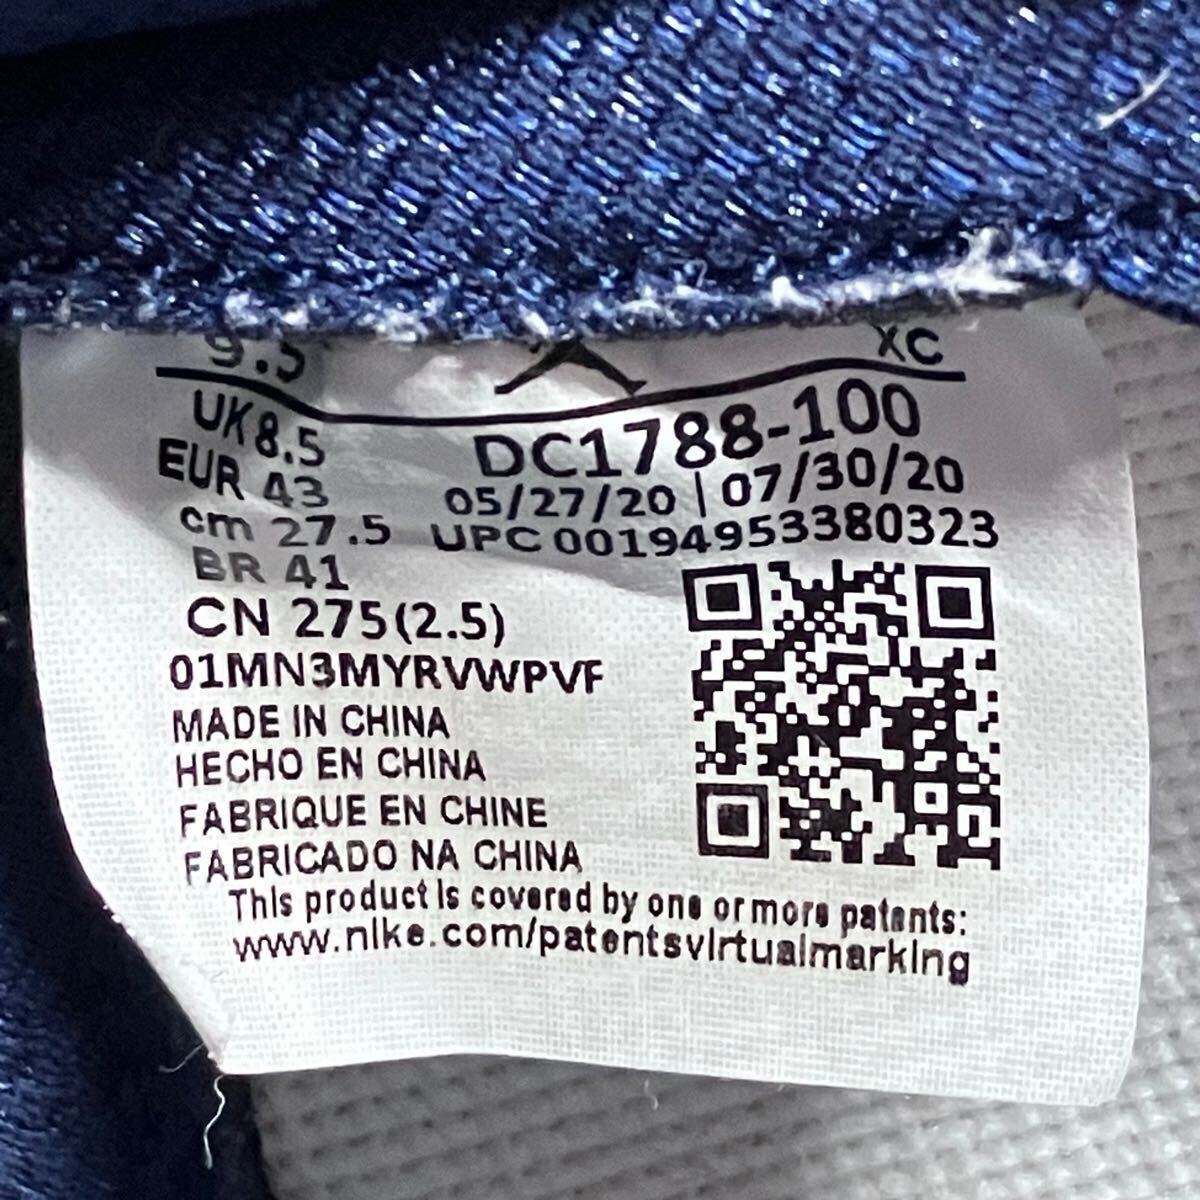 9.5 XC
UK 8.5 DC1788-100
EUR 43 05/27/20 | 07/30/20
cm 27.5 UPC 00194953380323
BR 41
CN 275(2.5)
01MN3MYRVWPVF
MADE IN CHINA
HECHO EN CHINA
FABRIQUE EN CHINE
FABRICADO NA CHINA
This product is covered by one or more patents:
www.nike.com/patentsvirtualmarking